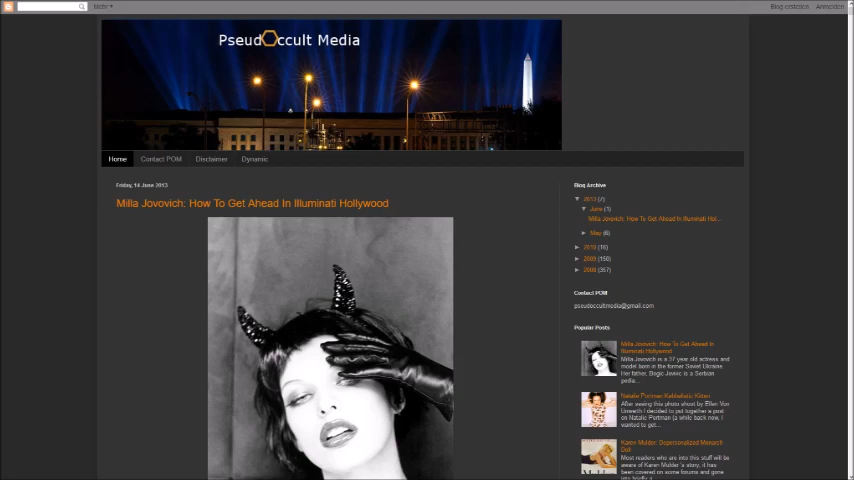 Mehr
Blog erstellen Anmelden
PseudOccult Media
Home Contact POM Disclaimer Dynamic
Friday, 14 June 2013
Milla Jovovich: How To Get Ahead In Illuminati Hollywood
Blog Archive
▼ 2013 (7)
▼ June (1)
Milla Jovovich: How To Get Ahead In Illuminati Hol...
► May (6)
► 2010 (16)
► 2009 (150)
► 2008 (357)
Contact POM
pseudoccultmedia@gmail.com
Popular Posts
Milla Jovovich: How To Get Ahead In
Illuminati Hollywood
Milla Jovovich is a 37 year old actress and
model born in the former Soviet Ukraine.
Her father, Bogic Jovvic is a Serbian
pedia...
Natalie Portman: Kabbalistic Kitten
After seeing this photo shoot by Ellen Von
Unwerth I decided to put together a post
on Natalie Portman (a while back now, I
wanted to get...
Karen Mulder: Depersonalized Monarch
Doll
Most readers who are into this stuff will
be aware of Karen Mulder 's story, it has
been covered on some forums and